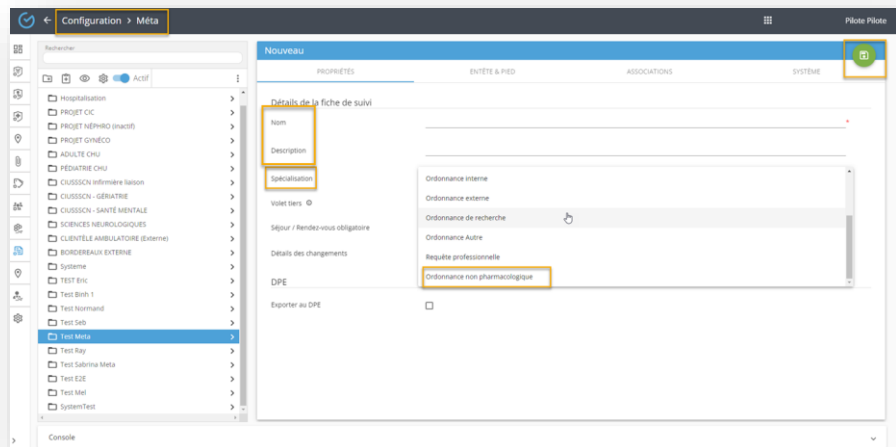 Configuration > Méta
Pilote Pilote
Rechercher
Actif
Hospitalisation
PROJET CIC
PROJET NÉPHRO (inactif)
PROJET GYNÉCO
ADULTE CHU
PÉDIATRIE CHU
CIUSSSCN Infirmière liaison
CIUSSSCN - GÉRIATRIE
CIUSSSCN - SANTÉ MENTALE
SCIENCES NEUROLOGIQUES
CLIENTÈLE AMBULATOIRE (Externe)
BORDEREAUX EXTERNE
Systeme
TEST Eric
Test Binh 1
Test Normand
Test Seb
Test Meta
Test Ray
Test Sabrina Meta
Test E2E
Test Mel
SystemTest
Nouveau
PROPRIÉTÉS
ENTÊTE & PIED
ASSOCIATIONS
SYSTÈME
Détails de la fiche de suivi
Nom
*
Description
Spécialisation
Volet tiers
Séjour / Rendez-vous obligatoire
Détails des changements
Ordonnance interne
Ordonnance externe
Ordonnance de recherche
Ordonnance Autre
Requête professionnelle
Ordonnance non pharmacologique
DPE
Exporter au DPE
Console